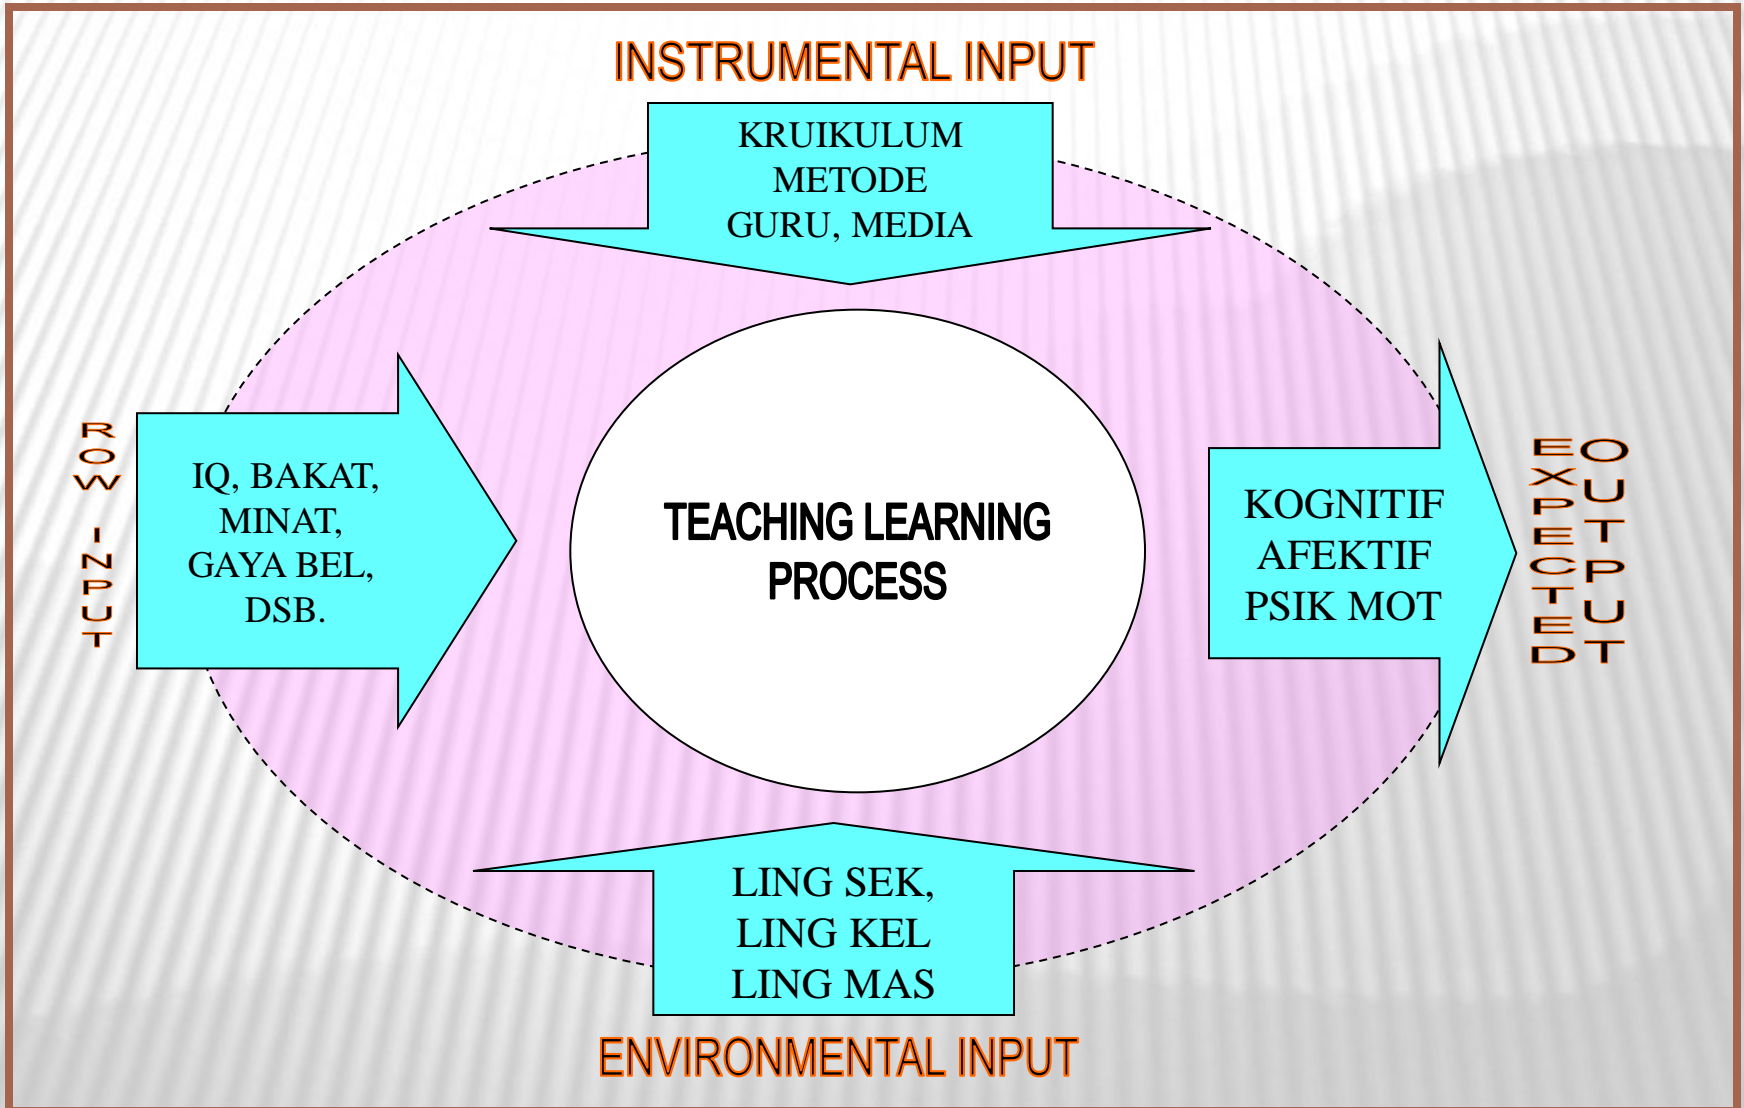 INSTRUMENTAL INPUT
KRUIKULUM
METODE
GURU, MEDIA
ROW INPUT
IQ, BAKAT,
MINAT,
GAYA BEL,
DSB.
TEACHING LEARNING
PROCESS
KOGNITIF
AFEKTIF
PSIK MOT
EXPECTED
OUTPUT
LING SEK,
LING KEL
LING MAS
ENVIRONMENTAL INPUT